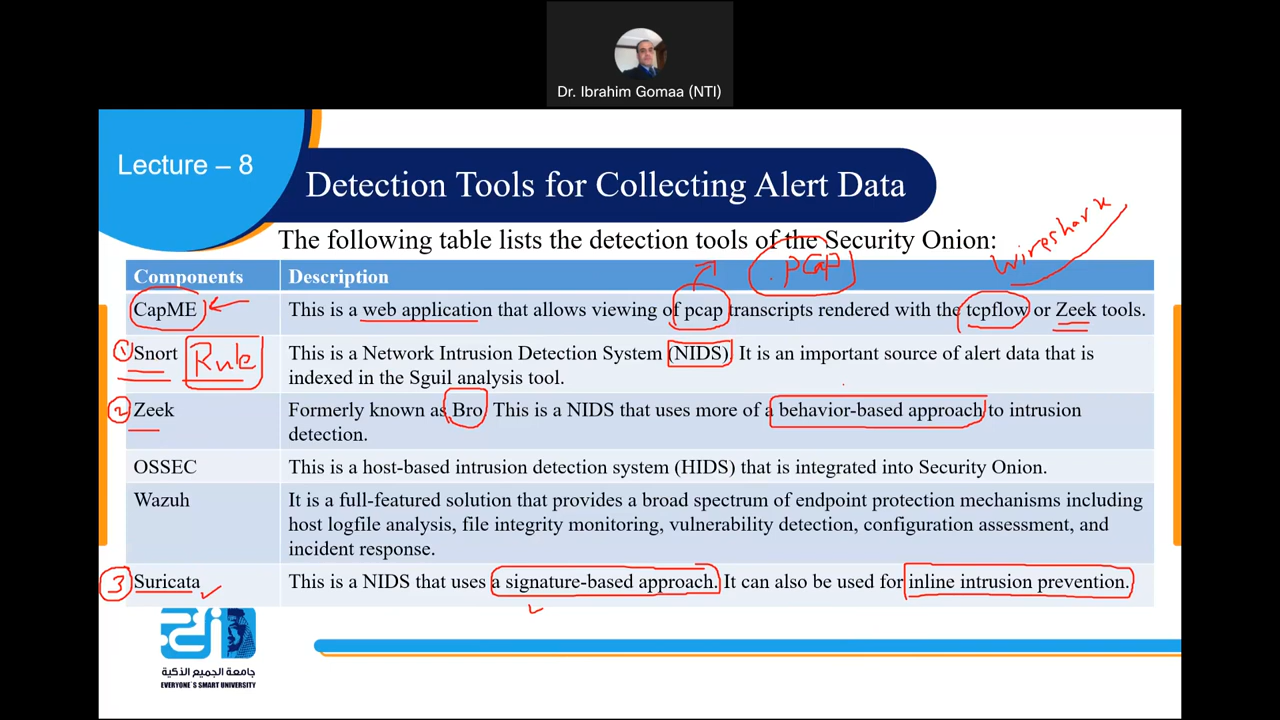 Dr. Ibrahim Gomaa (NTI)
Lecture – 8
Detection Tools for Collecting Alert Data
The following table lists the detection tools of the Security Onion:
wireshark
.pcap
Components Description
CapME This is a web application that allows viewing of pcap transcripts rendered with the tcpflow or Zeek tools.
1 Snort Rule This is a Network Intrusion Detection System (NIDS). It is an important source of alert data that is
indexed in the Sguil analysis tool.
2 Zeek Formerly known as Bro. This is a NIDS that uses more of a behavior-based approach to intrusion
detection.
OSSEC This is a host-based intrusion detection system (HIDS) that is integrated into Security Onion.
Wazuh It is a full-featured solution that provides a broad spectrum of endpoint protection mechanisms including
host logfile analysis, file integrity monitoring, vulnerability detection, configuration assessment, and
incident response.
3 Suricata This is a NIDS that uses a signature-based approach. It can also be used for inline intrusion prevention.
جامعة الجميع الذكية
EVERYONE'S SMART UNIVERSITY